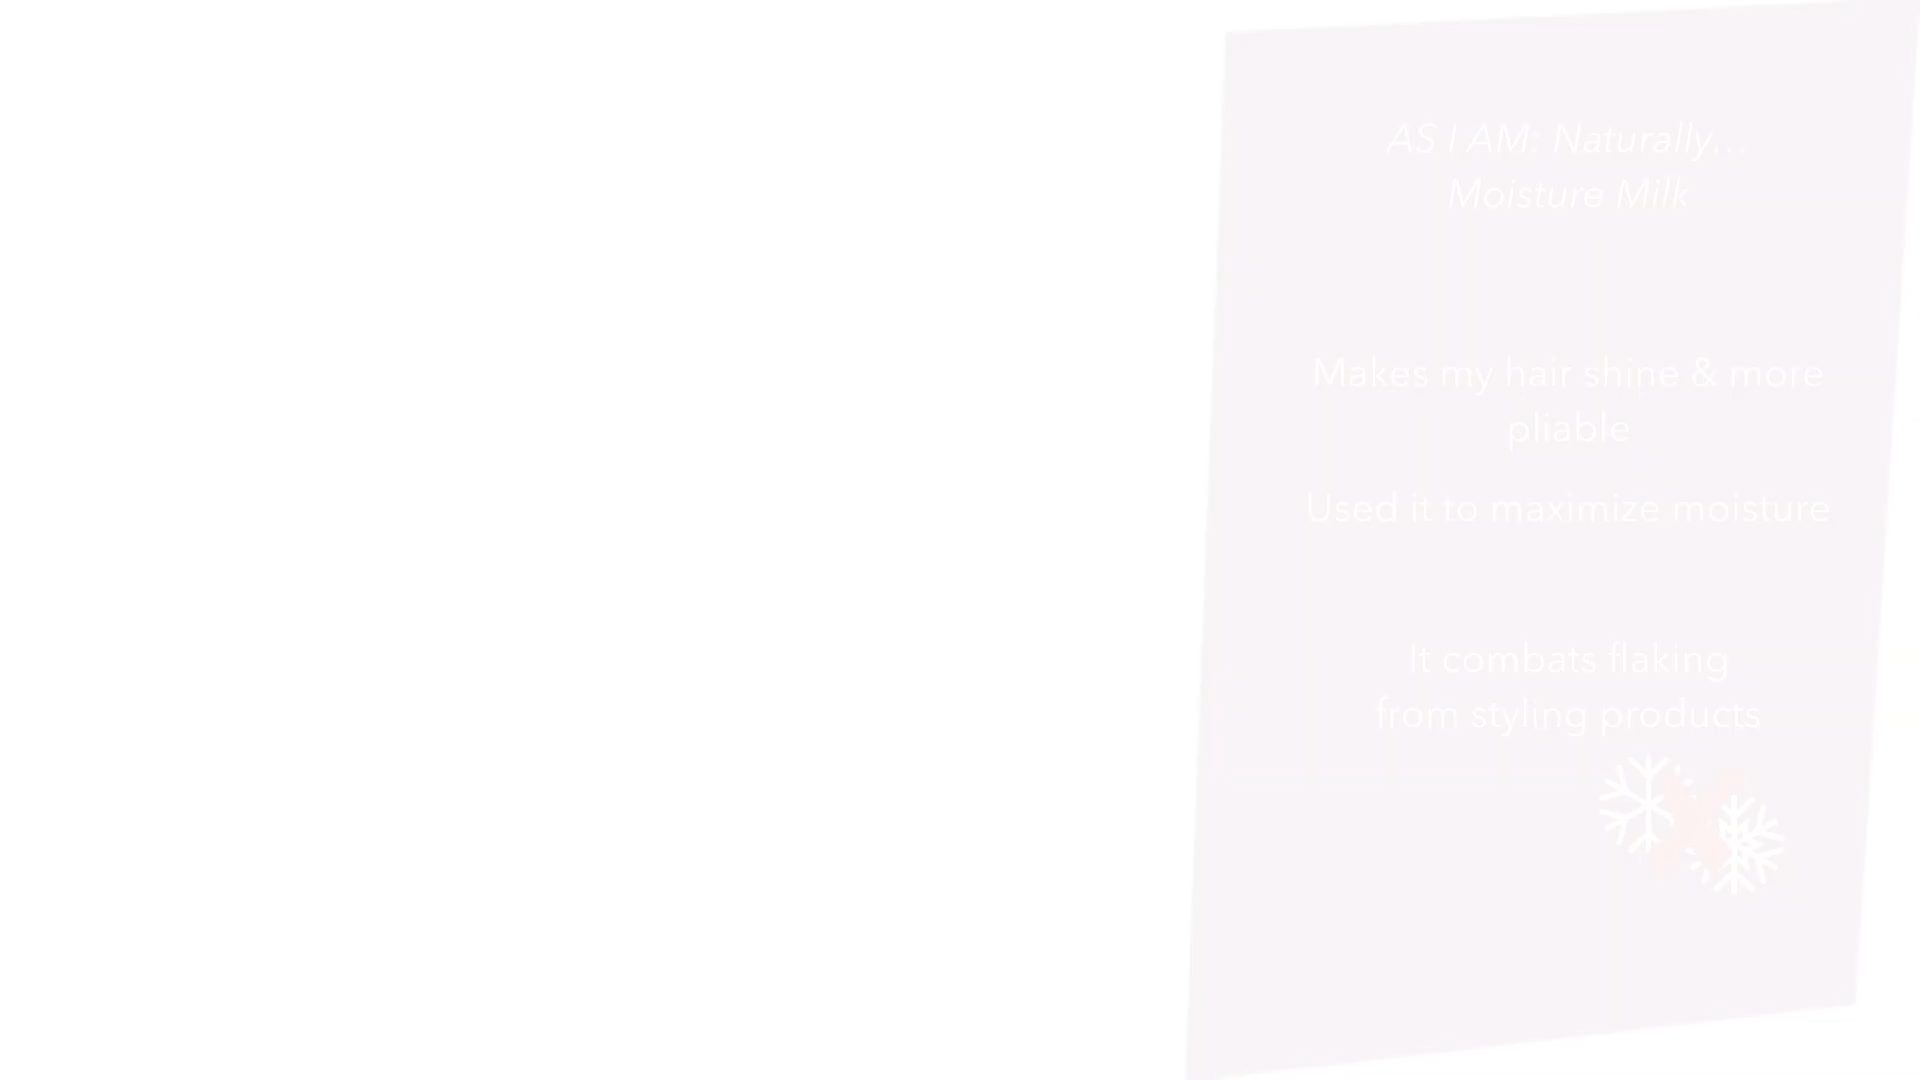 AS I AM: Naturally...
Moisture Milk
Makes my hair shine & more
pliable
Used it to maximize moisture
It combats flaking
from styling products